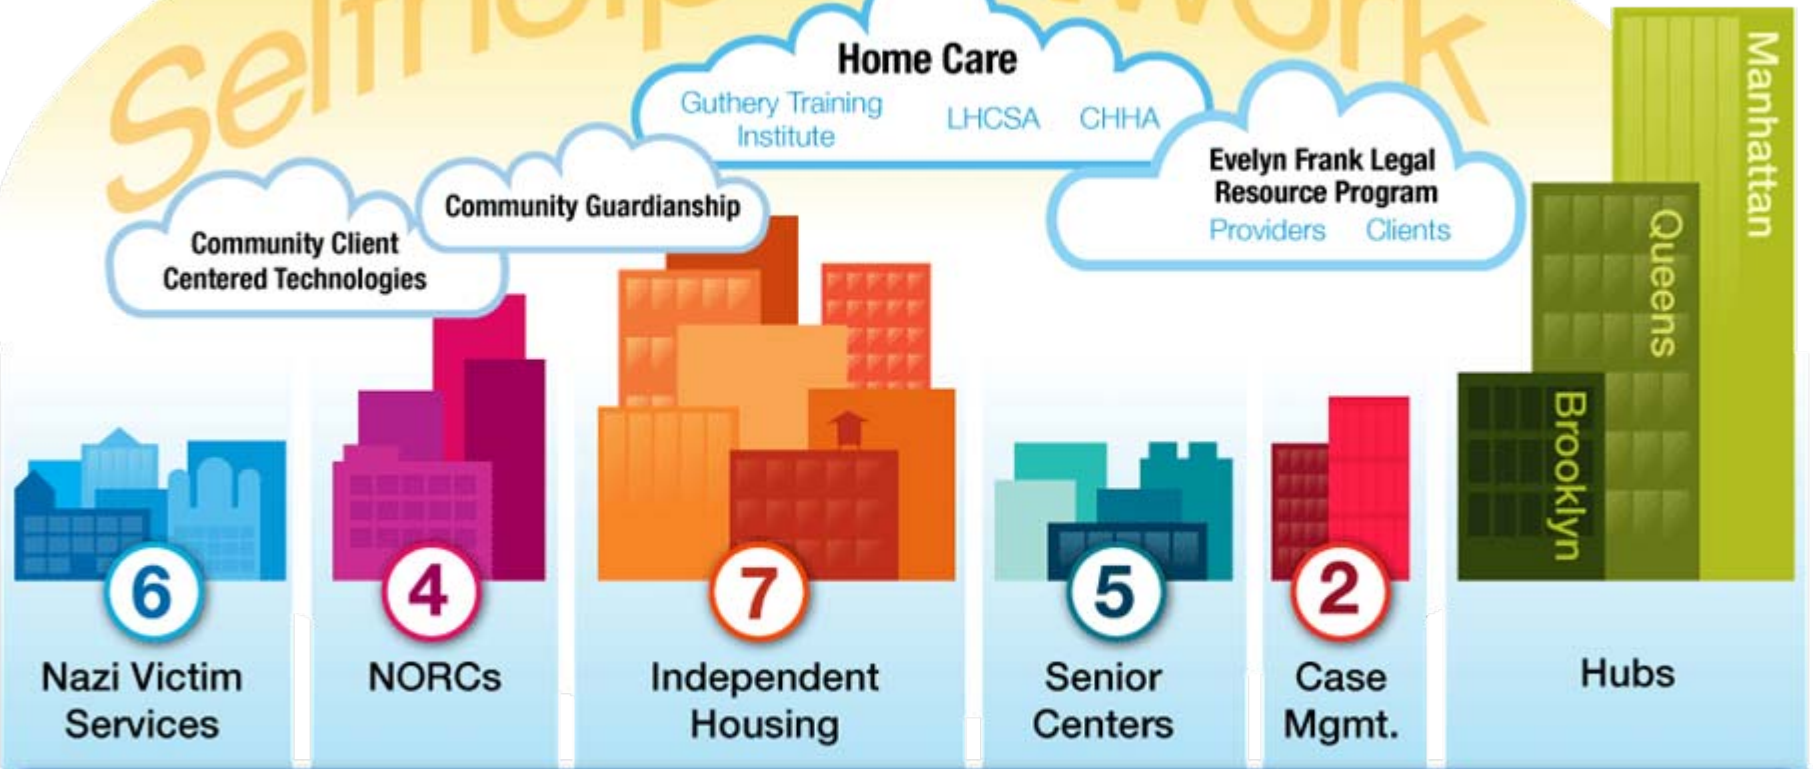 Selfhelp Network
Home Care
Guthery Training
Institute
LHCSA
CHHA
Evelyn Frank Legal
Resource Program
Providers
Clients
Community Guardianship
Community Client
Centered Technologies
Manhattan
Queens
Brooklyn
6
Nazi Victim
Services
4
NORCs
7
Independent
Housing
5
Senior
Centers
2
Case
Mgmt.
Hubs